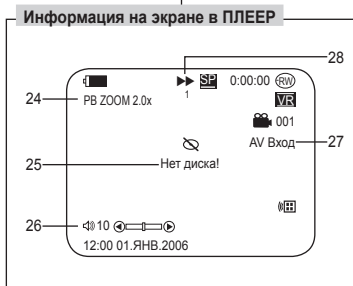 Информация на экране в ПЛЕЕР
28
SP 0:00:00 RW
24 PB ZOOM 2.0x 1 VR
001
AV Вход 27
25 Нет диска!
26 10
12:00 01.ЯНВ.2006